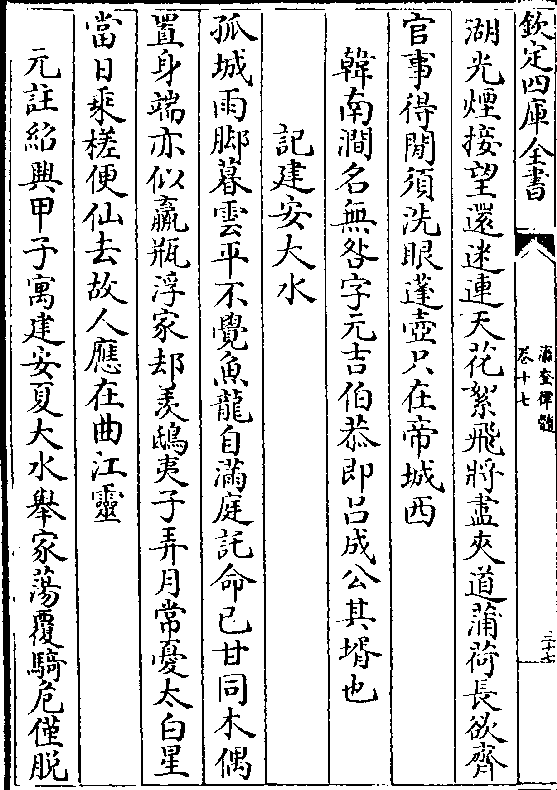 欽定四庫全書
瀛奎律髓
卷十七
二十七
湖光煙接望還迷連天花絮飛將盡夾道蒲荷長欲齊
官事得閒須洗眼蓬壺只在帝城西
韓南澗名無咎字元吉伯恭即吕成公其壻也
記建安大水
孤城雨脚暮雲平不覺魚龍自滿庭託命已甘同木偶
置身端亦似羸瓶浮家却羡鴟夷子弄月常憂太白星
當日乘槎便仙去故人應在曲江靈
元註紹興甲子寓建安夏大水舉家蕩覆騎危僅脱